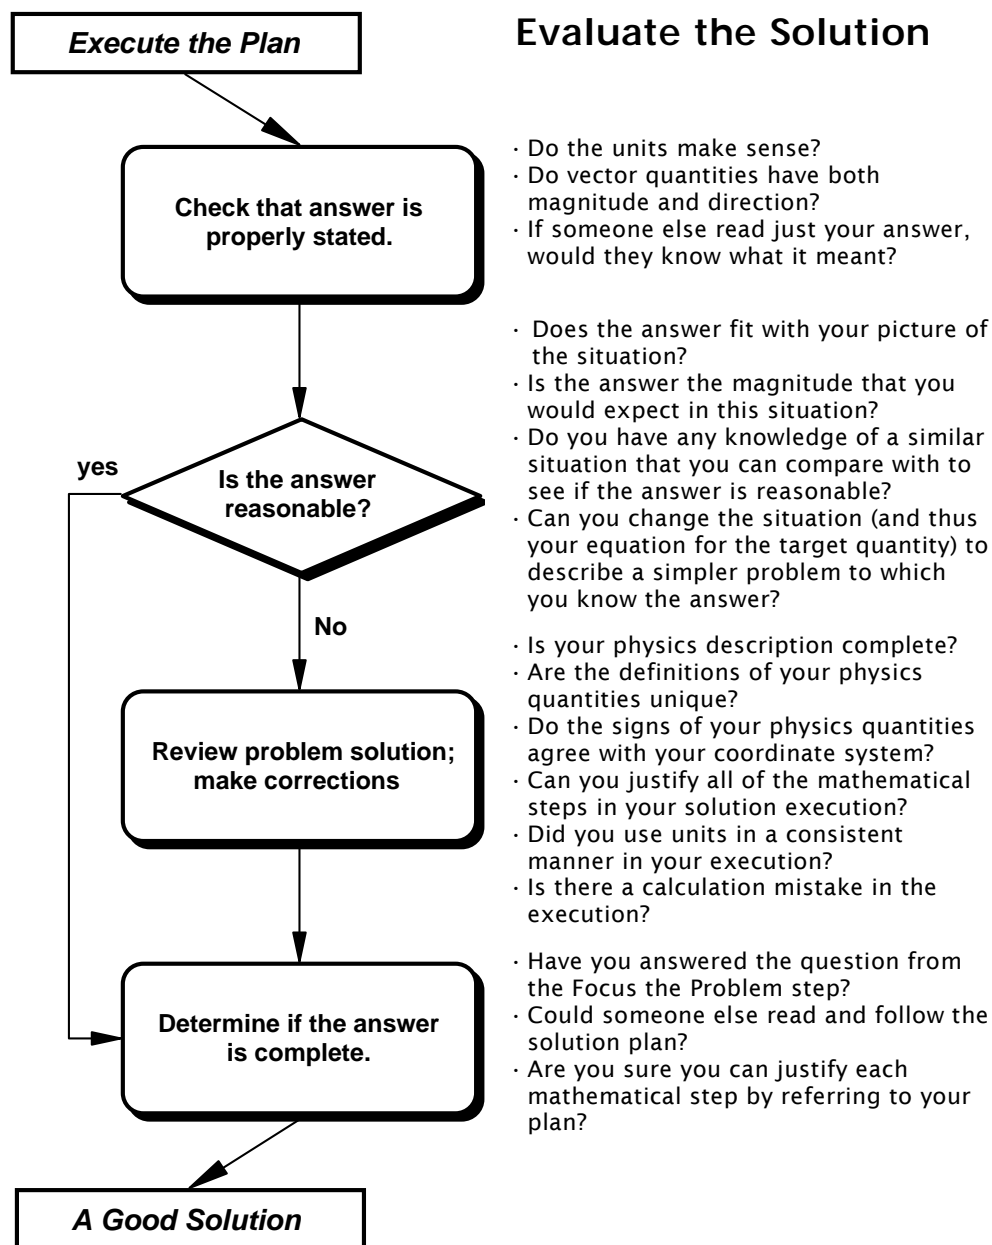 Execute the Plan
Evaluate the Solution
Check that answer is
properly stated.
· Do the units make sense?
· Do vector quantities have both
magnitude and direction?
· If someone else read just your answer,
would they know what it meant?
yes
Is the answer
reasonable?
No
· Does the answer fit with your picture of
the situation?
· Is the answer the magnitude that you
would expect in this situation?
· Do you have any knowledge of a similar
situation that you can compare with to
see if the answer is reasonable?
· Can you change the situation (and thus
your equation for the target quantity) to
describe a simpler problem to which
you know the answer?
Review problem solution;
make corrections
· Is your physics description complete?
· Are the definitions of your physics
quantities unique?
· Do the signs of your physics quantities
agree with your coordinate system?
· Can you justify all of the mathematical
steps in your solution execution?
· Did you use units in a consistent
manner in your execution?
· Is there a calculation mistake in the
execution?
Determine if the answer
is complete.
· Have you answered the question from
the Focus the Problem step?
· Could someone else read and follow the
solution plan?
· Are you sure you can justify each
mathematical step by referring to your
plan?
A Good Solution